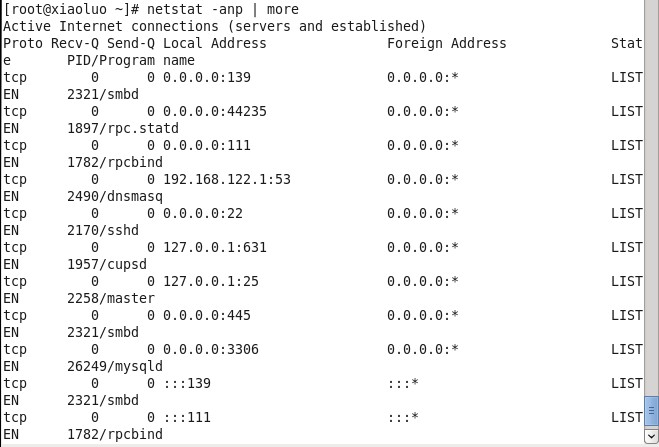 [root@xiaoluo ~]# netstat -anp | more
Active Internet connections (servers and established)
Proto Recv-Q Send-Q Local Address               Foreign Address             Stat
e       PID/Program name
tcp        0      0 0.0.0.0:139                 0.0.0.0:*                   LIST
EN      2321/smbd
tcp        0      0 0.0.0.0:44235               0.0.0.0:*                   LIST
EN      1897/rpc.statd
tcp        0      0 0.0.0.0:111                 0.0.0.0:*                   LIST
EN      1782/rpcbind
tcp        0      0 192.168.122.1:53            0.0.0.0:*                   LIST
EN      2490/dnsmasq
tcp        0      0 0.0.0.0:22                  0.0.0.0:*                   LIST
EN      2170/sshd
tcp        0      0 127.0.0.1:631               0.0.0.0:*                   LIST
EN      1957/cupsd
tcp        0      0 127.0.0.1:25                0.0.0.0:*                   LIST
EN      2258/master
tcp        0      0 0.0.0.0:445                 0.0.0.0:*                   LIST
EN      2321/smbd
tcp        0      0 0.0.0.0:3306                0.0.0.0:*                   LIST
EN      26249/mysqld
tcp        0      0 :::139                      :::*                        LIST
EN      2321/smbd
tcp        0      0 :::111                      :::*                        LIST
EN      1782/rpcbind